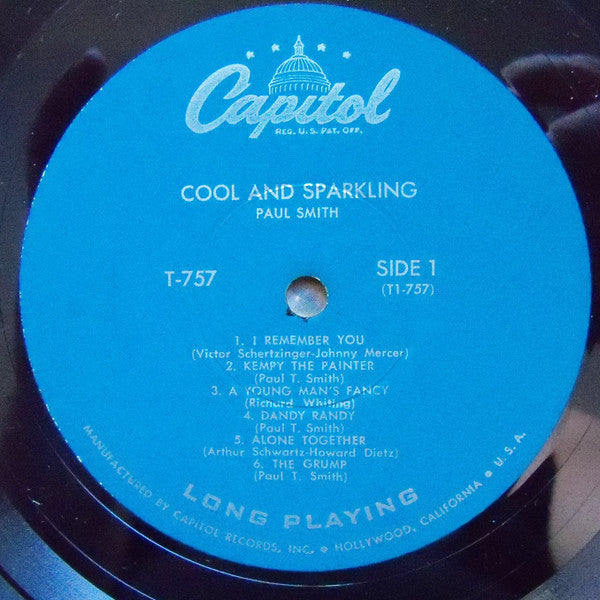 Capitol
REG. U.S. PAT. OFF.
COOL AND SPARKLING
PAUL SMITH
T-757
SIDE 1
(T1-757)
1. I REMEMBER YOU
(Victor Schertzinger-Johnny Mercer)
2. KEMPY THE PAINTER
(Paul T. Smith)
3. A YOUNG MAN'S FANCY
(Richard Whiting)
4. DANDY RANDY
(Paul T. Smith)
5. ALONE TOGETHER
(Arthur Schwartz-Howard Dietz)
6. THE GRUMP
(Paul T. Smith)
LONG PLAYING
MANUFACTURED BY CAPITOL RECORDS, INC. • HOLLYWOOD, CALIFORNIA • U.S.A.